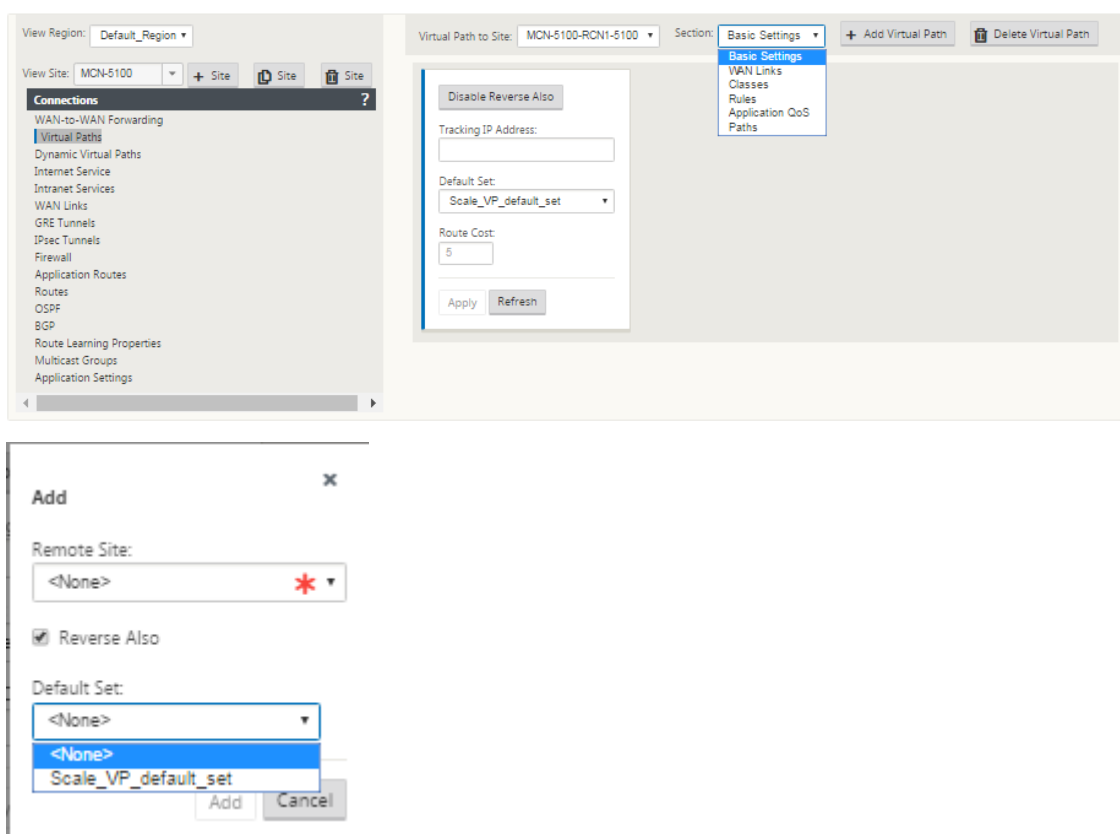 View Region: Default_Region
Virtual Path to Site: MCN-5100-RCN1-5100 Section: Basic Settings + Add Virtual Path Delete Virtual Path
Basic Settings
WAN Links
Classes
Rules
Application QoS
Paths
View Site: MCN-5100 + Site Site Site
Connections ?
WAN-to-WAN Forwarding
Virtual Paths
Dynamic Virtual Paths
Internet Service
Intranet Services
WAN Links
GRE Tunnels
IPsec Tunnels
Firewall
Application Routes
Routes
OSPF
BGP
Route Learning Properties
Multicast Groups
Application Settings
Disable Reverse Also
Tracking IP Address:
Default Set:
Scale_VP_default_set
Route Cost:
5
Apply Refresh
Add
Remote Site:
<None>
Reverse Also
Default Set:
<None>
<None>
Scale_VP_default_set
Add Cancel